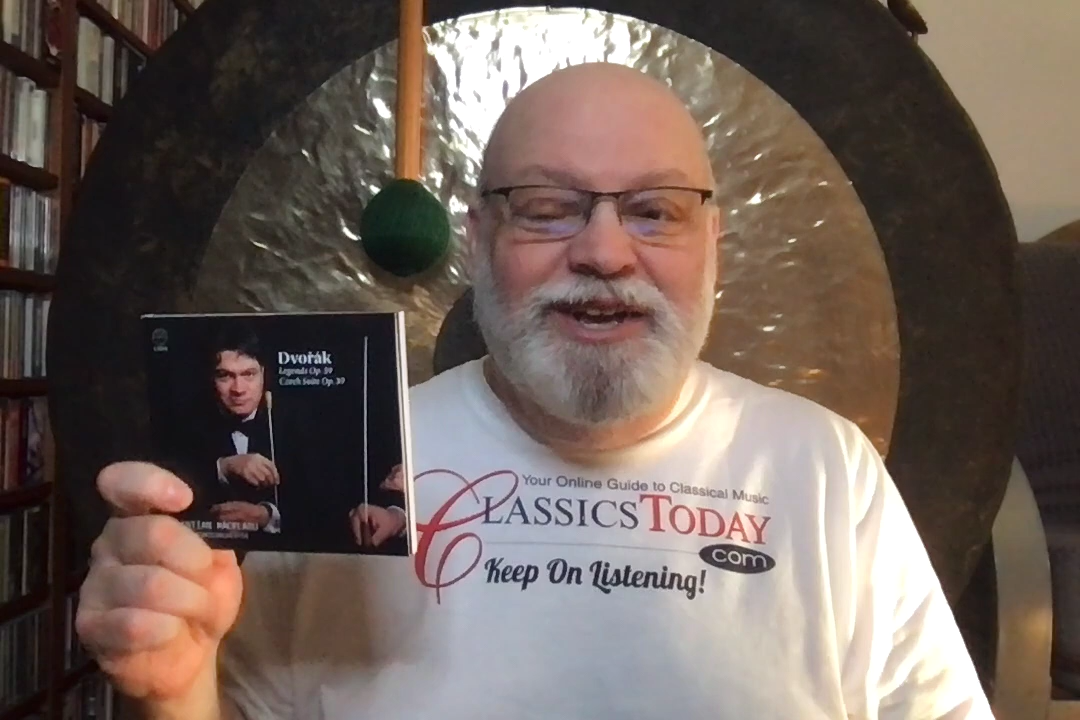 Dvořák
Legends Op. 59
Czech Suite Op. 39
Your Online Guide to Classical Music
CLASSICSTODAY
com
Keep On Listening!